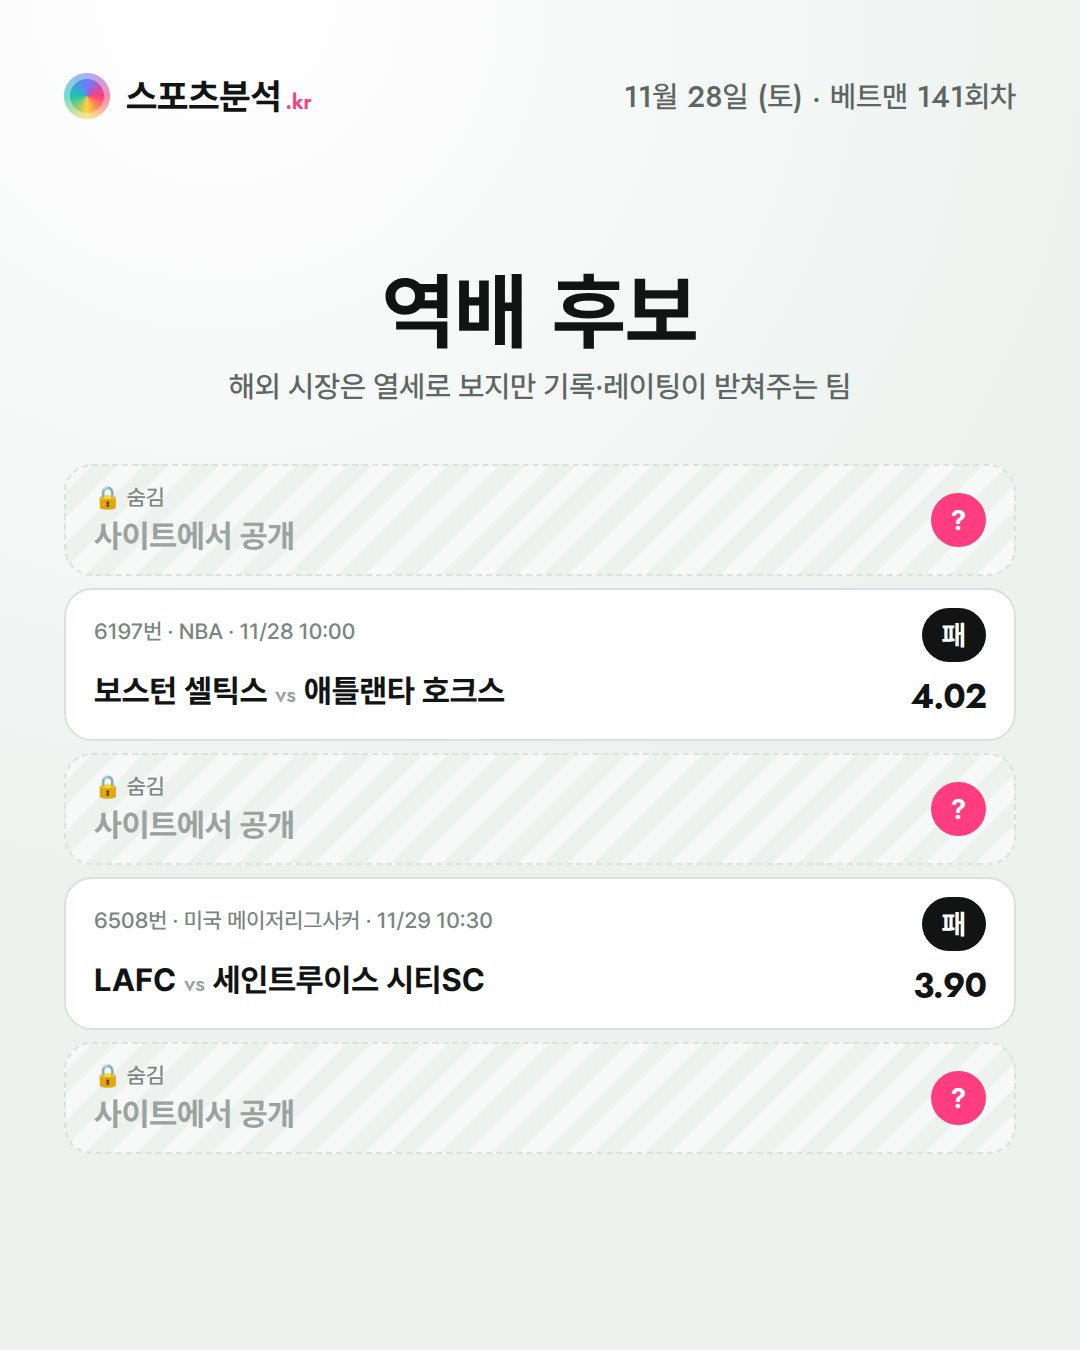 스포츠분석.kr
11월 28일 (토) · 베트맨 141회차
역배 후보
해외 시장은 열세로 보지만 기록·레이팅이 받쳐주는 팀
🔒 숨김
사이트에서 공개
?
6197번 · NBA · 11/28 10:00
패
보스턴 셀틱스 vs 애틀랜타 호크스
4.02
🔒 숨김
사이트에서 공개
?
6508번 · 미국 메이저리그사커 · 11/29 10:30
패
LAFC vs 세인트루이스 시티SC
3.90
🔒 숨김
사이트에서 공개
?